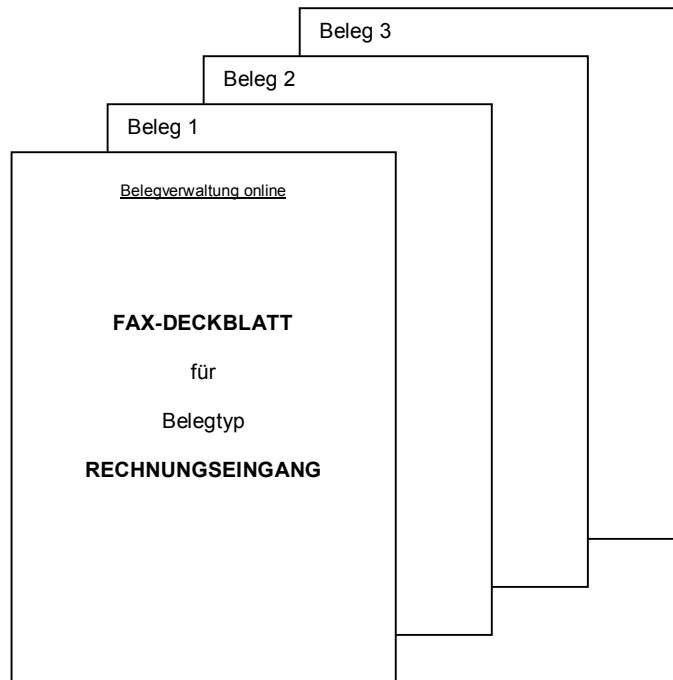 Beleg 3
Beleg 2
Beleg 1
Belegverwaltung online
FAX-DECKBLATT
für
Belegtyp
RECHNUNGSEINGANG